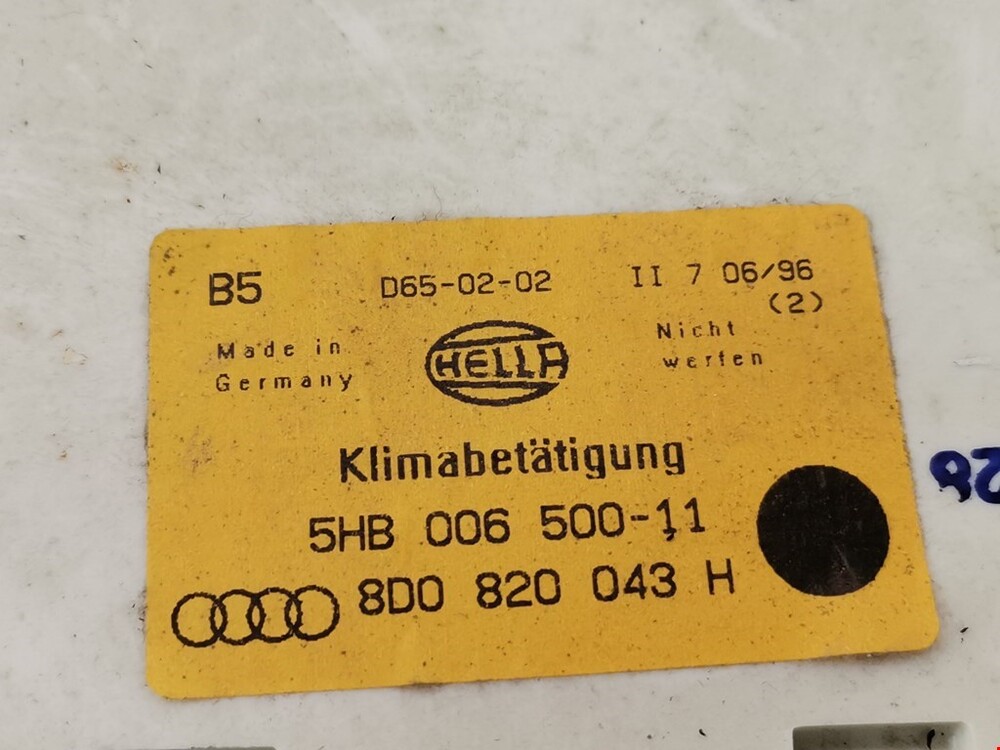 B5 D65-02-02 II 7 06/96
(2)
Made in
Germany
HELLA
Nicht
werfen
Klimabetätigung
5HB 006 500-11
8D0 820 043 H